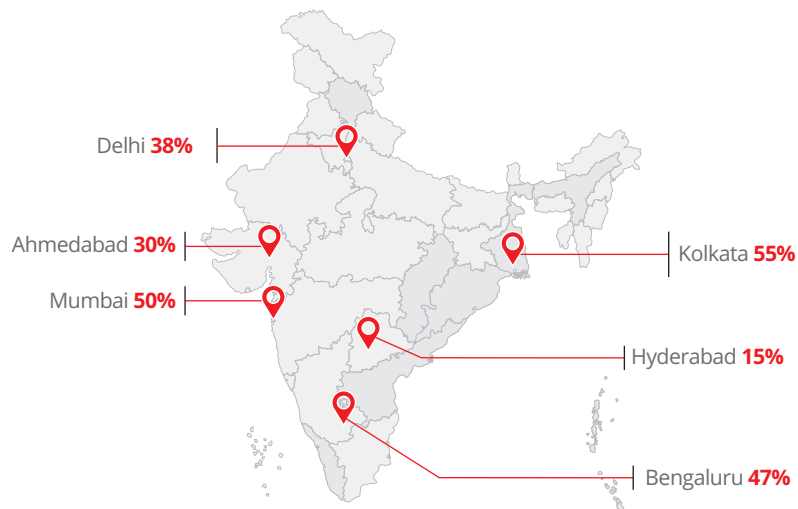 Delhi 38%
Ahmedabad 30%
Kolkata 55%
Mumbai 50%
Hyderabad 15%
Bengaluru 47%